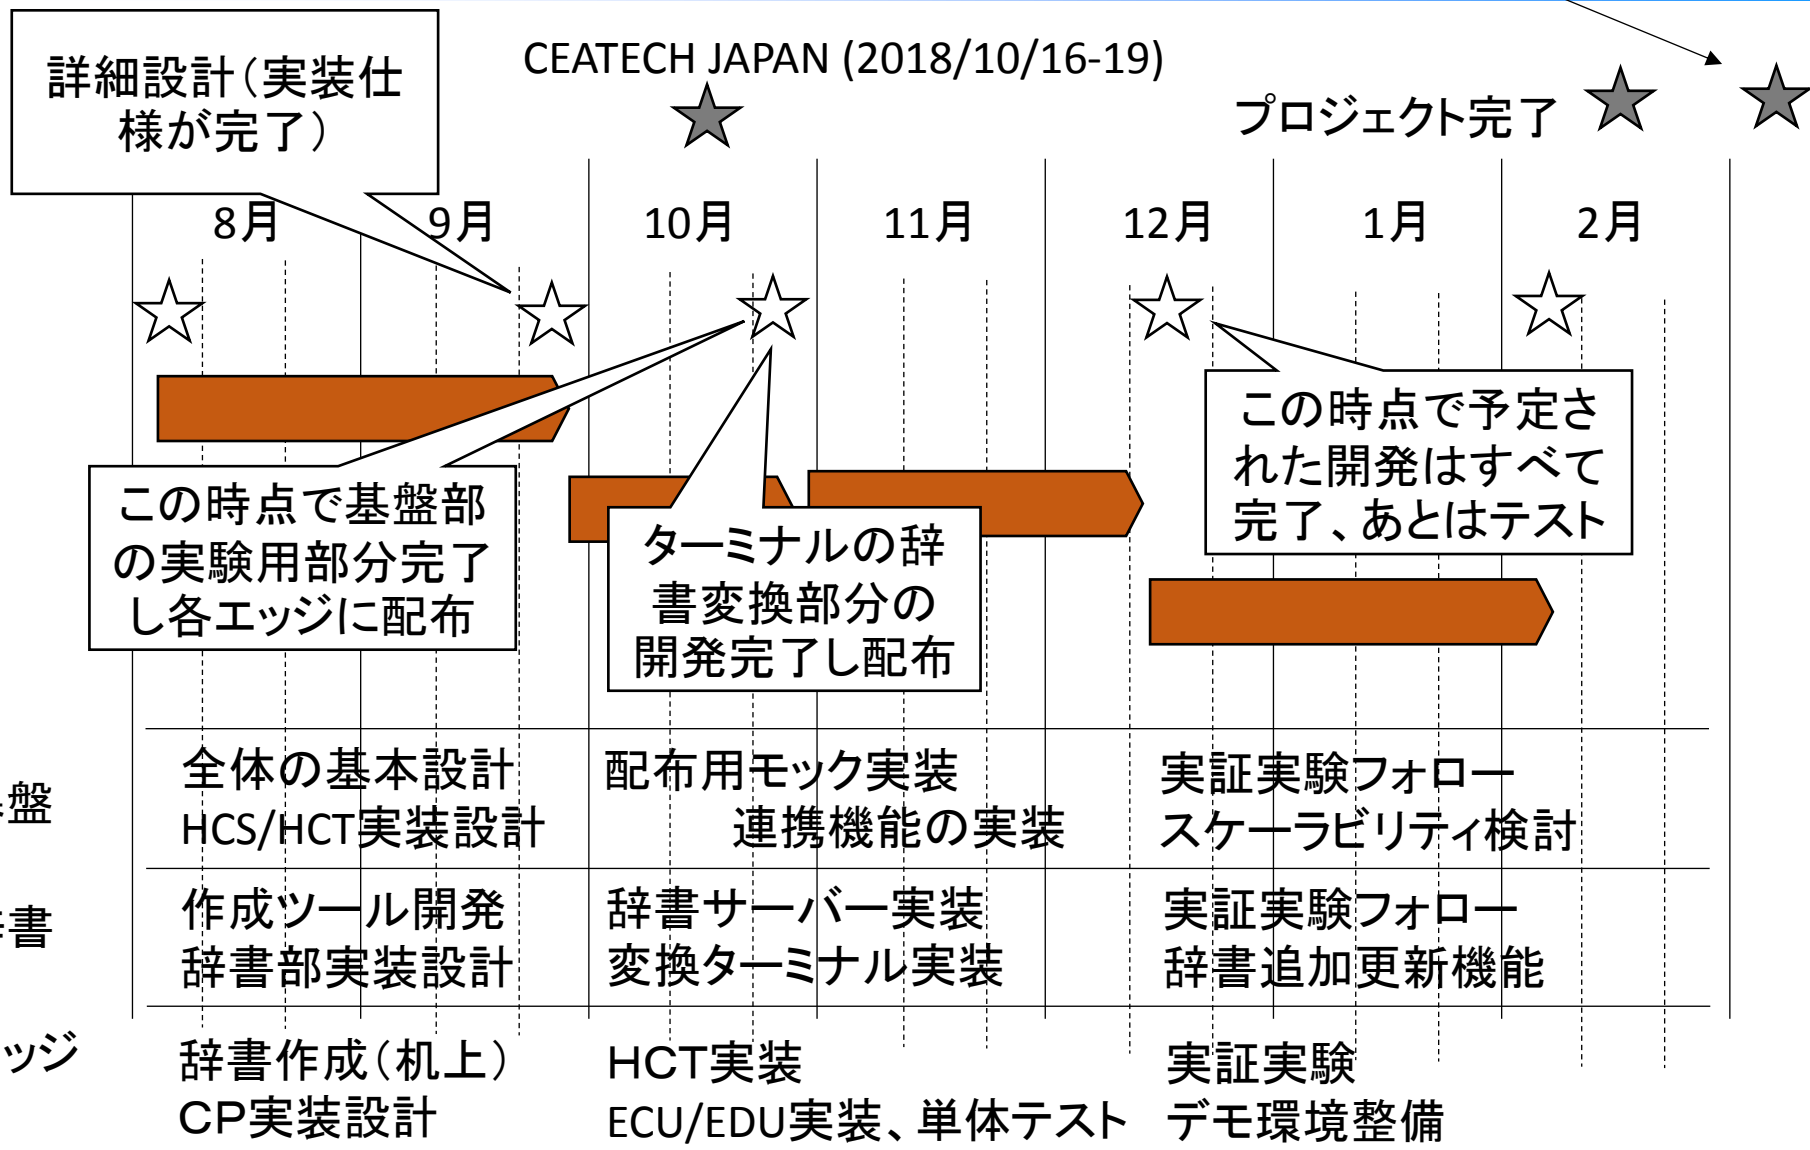 詳細設計（実装仕
様が完了）
CEATECH JAPAN (2018/10/16-19)
プロジェクト完了
8月
9月
10月
11月
12月
1月
2月
この時点で予定さ
れた開発はすべて
完了、あとはテスト
この時点で基盤部
の実験用部分完了
し各エッジに配布
ターミナルの辞
書変換部分の
開発完了し配布
盤
全体の基本設計
HCS/HCT実装設計
配布用モック実装
連携機能の実装
実証実験フォロー
スケーラビリティ検討
書
作成ツール開発
辞書部実装設計
辞書サーバー実装
変換ターミナル実装
実証実験フォロー
辞書追加更新機能
ッジ
辞書作成（机上）
CP実装設計
HCT実装
ECU/EDU実装、単体テスト
実証実験
デモ環境整備